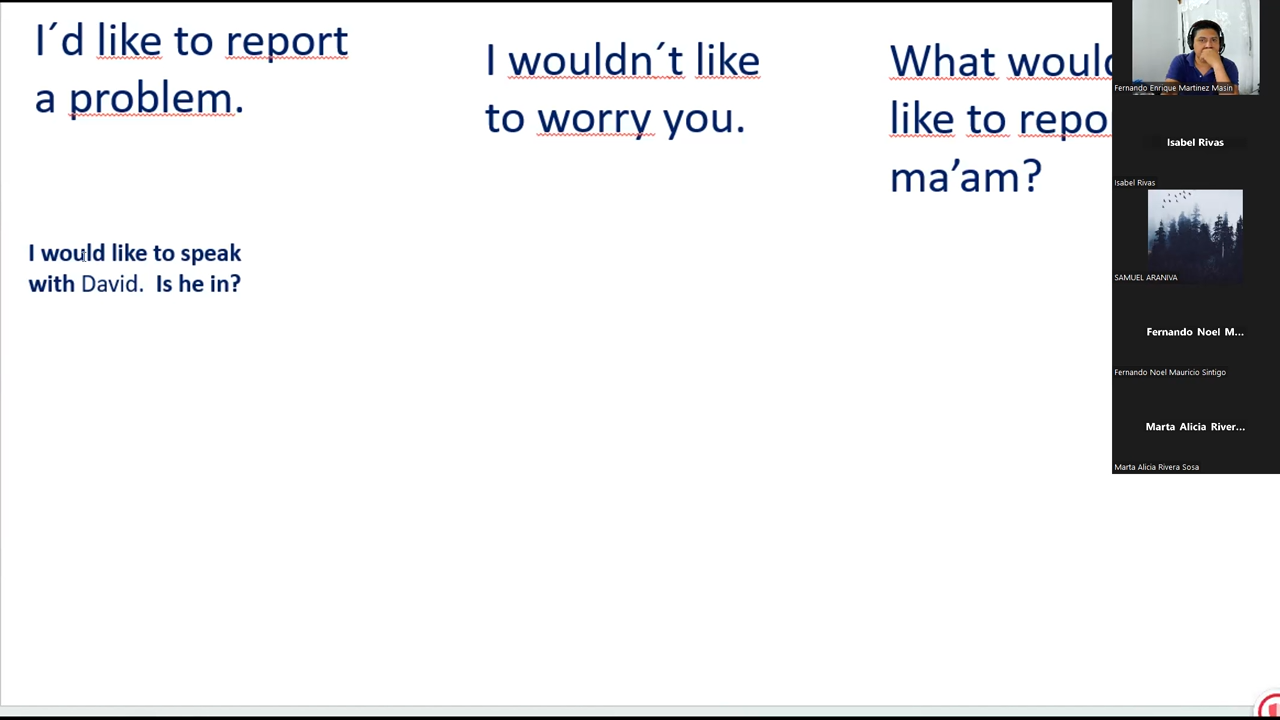 I´d like to report
a problem.
I wouldn´t like
to worry you.
What would
like to repo
ma’am?
I would like to speak
with David. Is he in?
Fernando Enrique Martinez Masin
Isabel Rivas
Isabel Rivas
SAMUEL ARANIVA
Fernando Noel M...
Fernando Noel Mauricio Sintigo
Marta Alicia River...
Marta Alicia Rivera Sosa